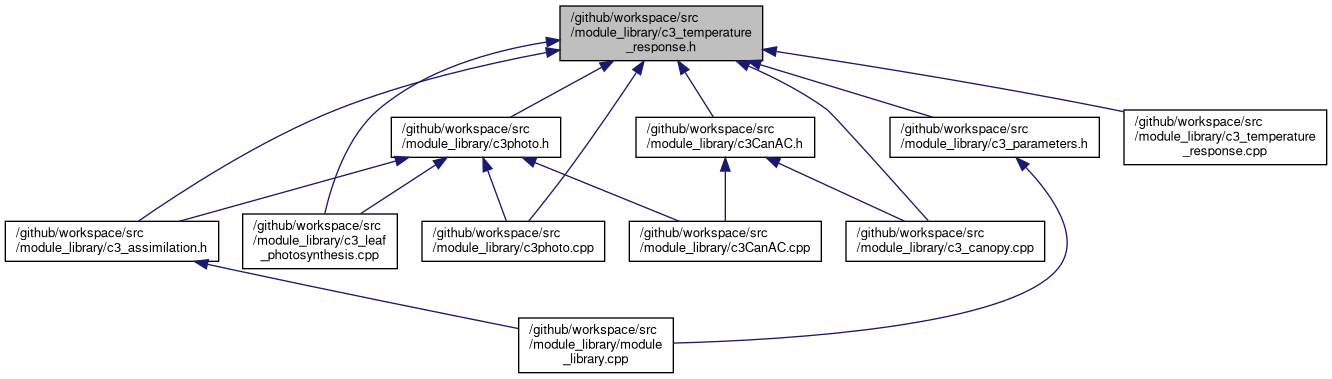 /github/workspace/src
/module_library/c3_temperature
_response.h
/github/workspace/src
/module_library/c3photo.h
/github/workspace/src
/module_library/c3CanAC.h
/github/workspace/src
/module_library/c3_parameters.h
/github/workspace/src
/module_library/c3_temperature
_response.cpp
/github/workspace/src
/module_library/c3_assimilation.h
/github/workspace/src
/module_library/c3_leaf
_photosynthesis.cpp
/github/workspace/src
/module_library/c3photo.cpp
/github/workspace/src
/module_library/c3CanAC.cpp
/github/workspace/src
/module_library/c3_canopy.cpp
/github/workspace/src
/module_library/module
_library.cpp